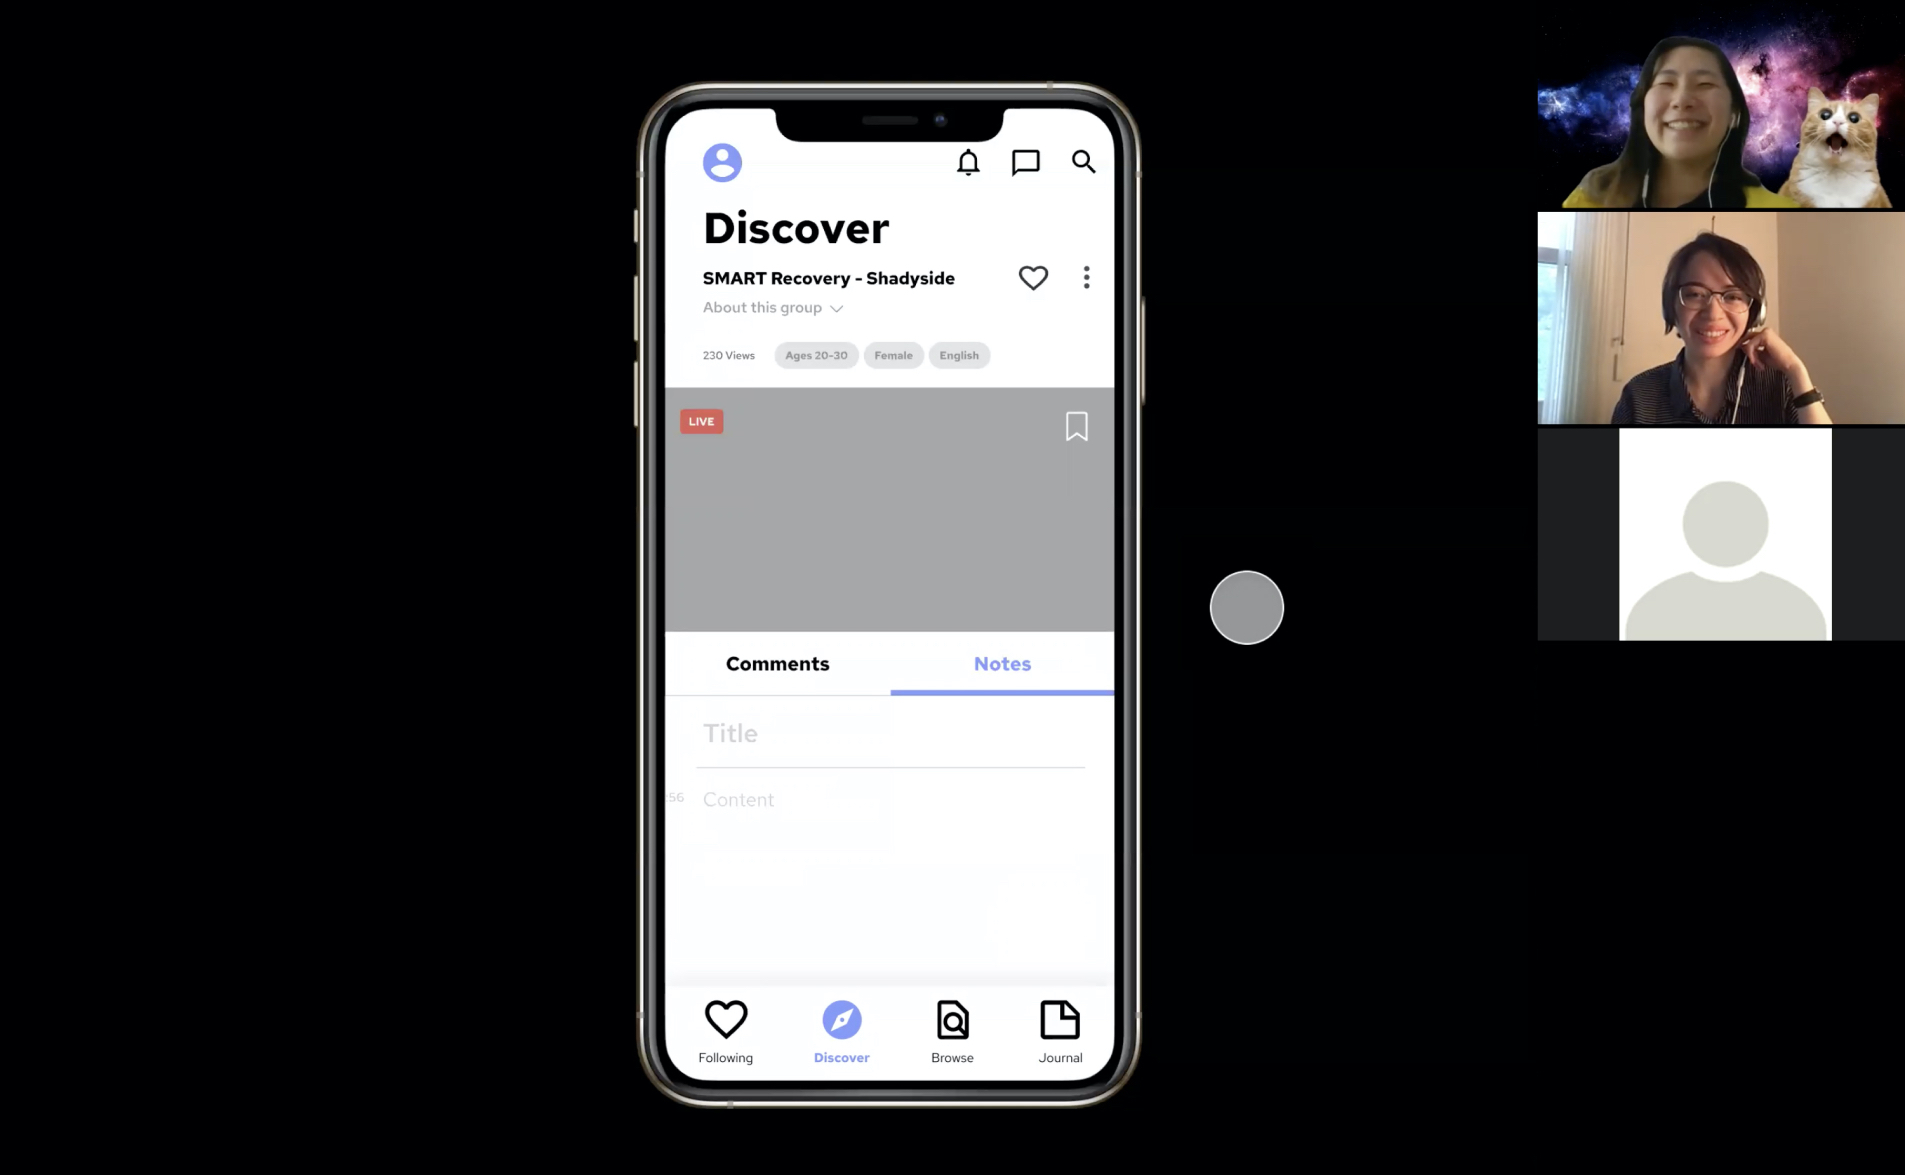 Discover
SMART Recovery - Shadyside
About this group
230 Views Ages 20-30 Female English
LIVE
Comments Notes
Title
:56 Content
Following Discover Browse Journal